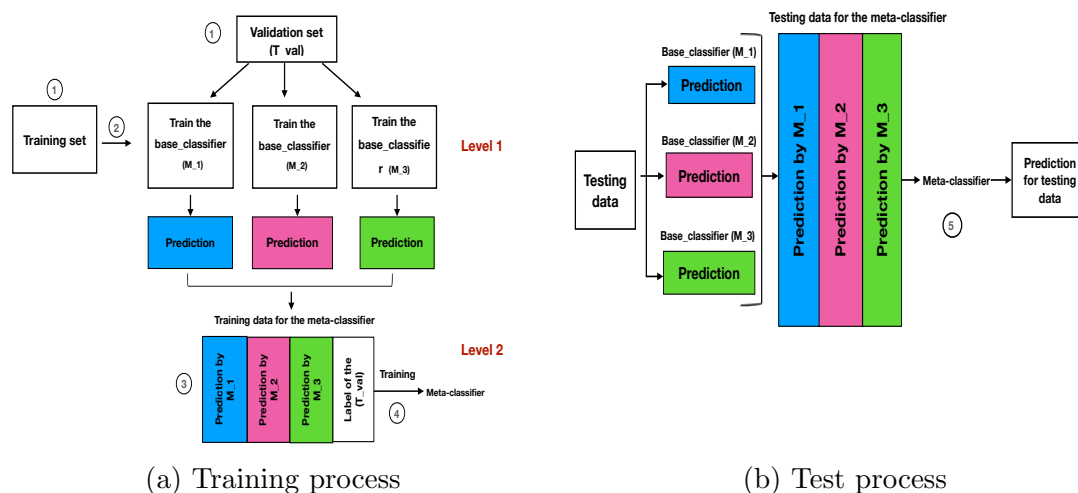 1
Validation set
(T_val)
1
Training set
2
Train the
base_classifier
(M_1)
Train the
base_classifier
(M_2)
Train the
base_classifie
r (M_3)
Level 1
Prediction
Prediction
Prediction
Training data for the meta-classifier
Level 2
3
Prediction by
M_1
Prediction by
M_2
Prediction by
M_3
Label of the
(T_val)
Training
4
Meta-classifier
(a) Training process
Testing data for the meta-classifier
Base_classifier (M_1)
Prediction
Base_classifier (M_2)
Prediction
Base_classifier (M_3)
Prediction
Testing
data
Prediction by M_1
Prediction by M_2
Prediction by M_3
Meta-classifier
5
Prediction
for testing
data
(b) Test process